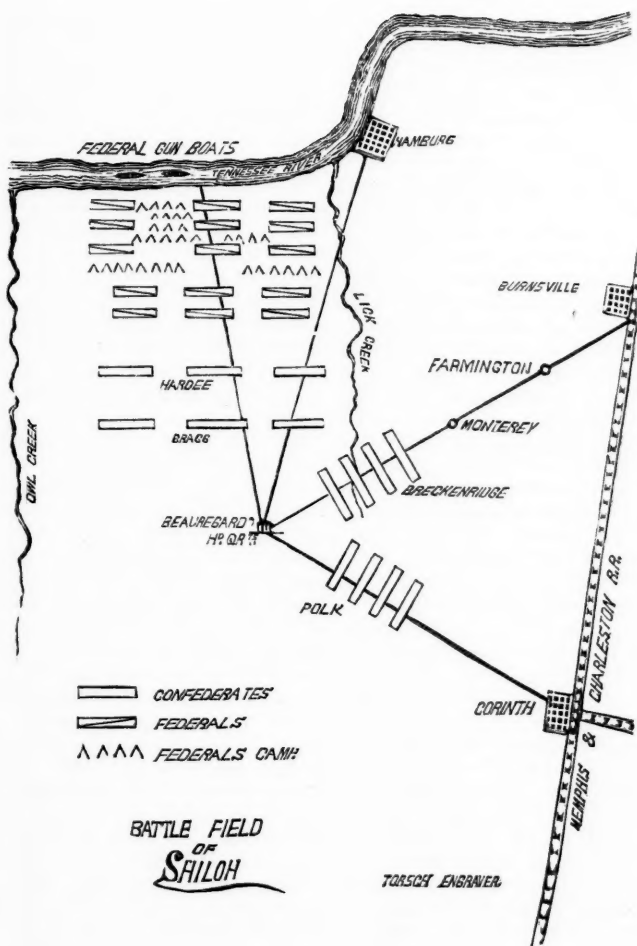 FEDERAL GUN BOATS
TENNESSEE RIVER
HAMBURG
BURNSVILLE
LICK CREEK
FARMINGTON
HARDEE
MONTEREY
BRAGG
OWL CREEK
BRECKENRIDGE
BEAUREGARD'S
HD. QRTS
POLK
CORINTH
MEMPHIS & CHARLESTON R.R.
CONFEDERATES
FEDERALS
FEDERALS CAMP
BATTLE FIELD
OF
SHILOH
TORSCH ENGRAVER